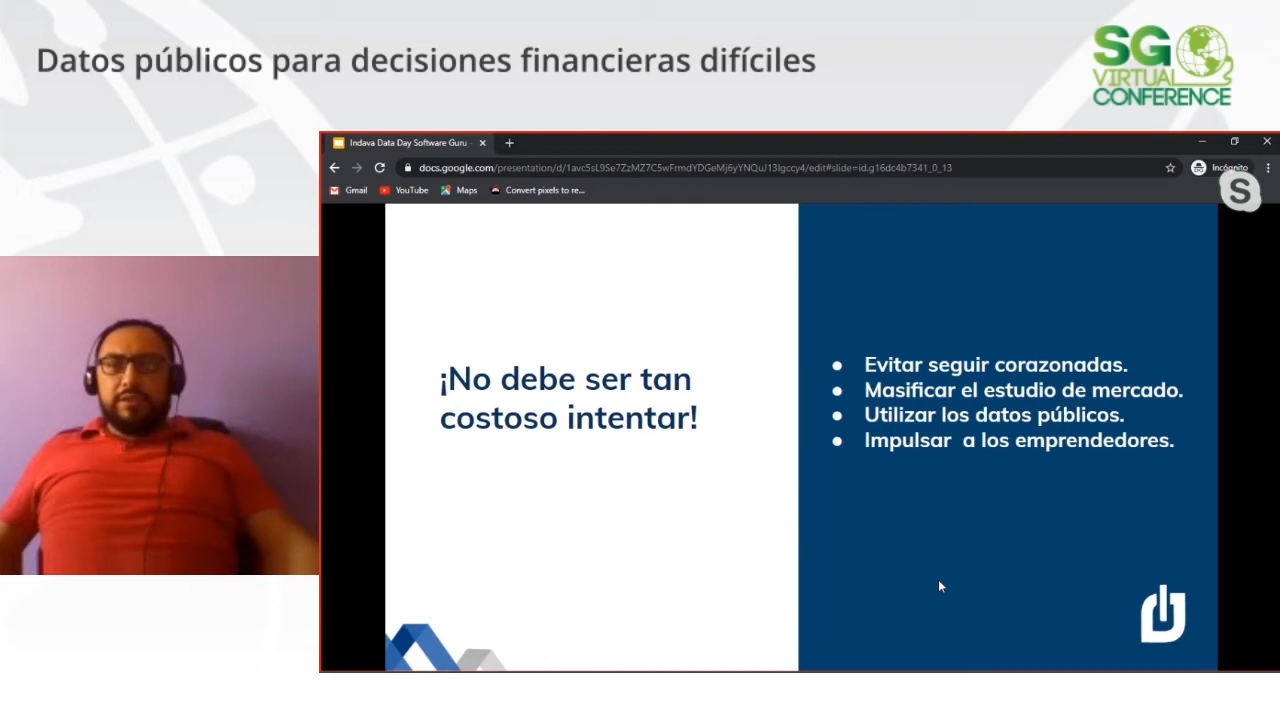 Datos públicos para decisiones financieras difíciles
SG
VIRTUAL
CONFERENCE
Indava Data Day Software Guru -
docs.google.com/presentation/d/1avc5sL9Se7ZzMZ7C5wFrmdYDGeMj6yYNQuJ13lgccy4/edit#slide=id.g16dc4b7341_0_13
Incógnito
Gmail
YouTube
Maps
Convert pixels to re...
S
¡No debe ser tan
costoso intentar!
● Evitar seguir corazonadas.
● Masificar el estudio de mercado.
● Utilizar los datos públicos.
● Impulsar a los emprendedores.